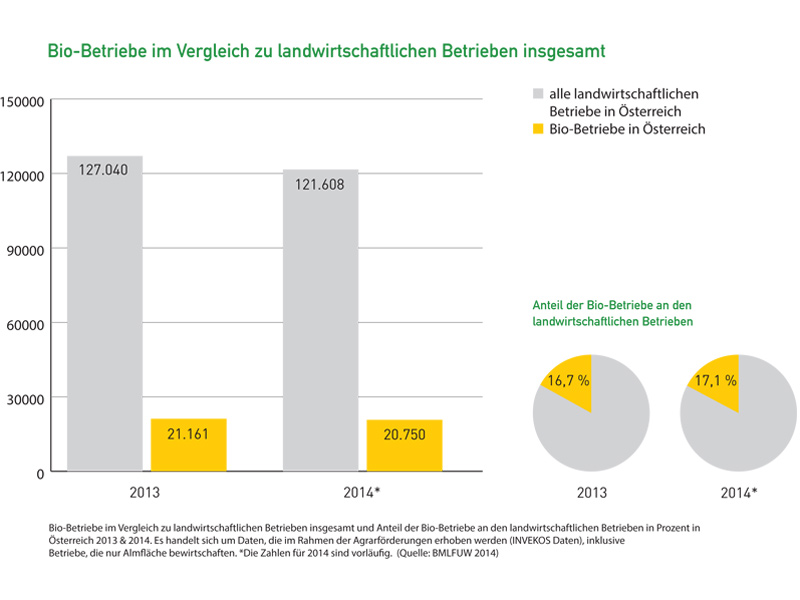 Bio-Betriebe im Vergleich zu landwirtschaftlichen Betrieben insgesamt
alle landwirtschaftlichen
Betriebe in Österreich
Bio-Betriebe in Österreich
150000
120000
90000
60000
30000
0
127.040
21.161
121.608
20.750
2013
2014*
Anteil der Bio-Betriebe an den
landwirtschaftlichen Betrieben
16,7 %
17,1 %
2013
2014*
Bio-Betriebe im Vergleich zu landwirtschaftlichen Betrieben insgesamt und Anteil der Bio-Betriebe an den landwirtschaftlichen Betrieben in Prozent in
Österreich 2013 & 2014. Es handelt sich um Daten, die im Rahmen der Agrarförderungen erhoben werden (INVEKOS Daten), inklusive
Betriebe, die nur Almfläche bewirtschaften. *Die Zahlen für 2014 sind vorläufig. (Quelle: BMLFUW 2014)